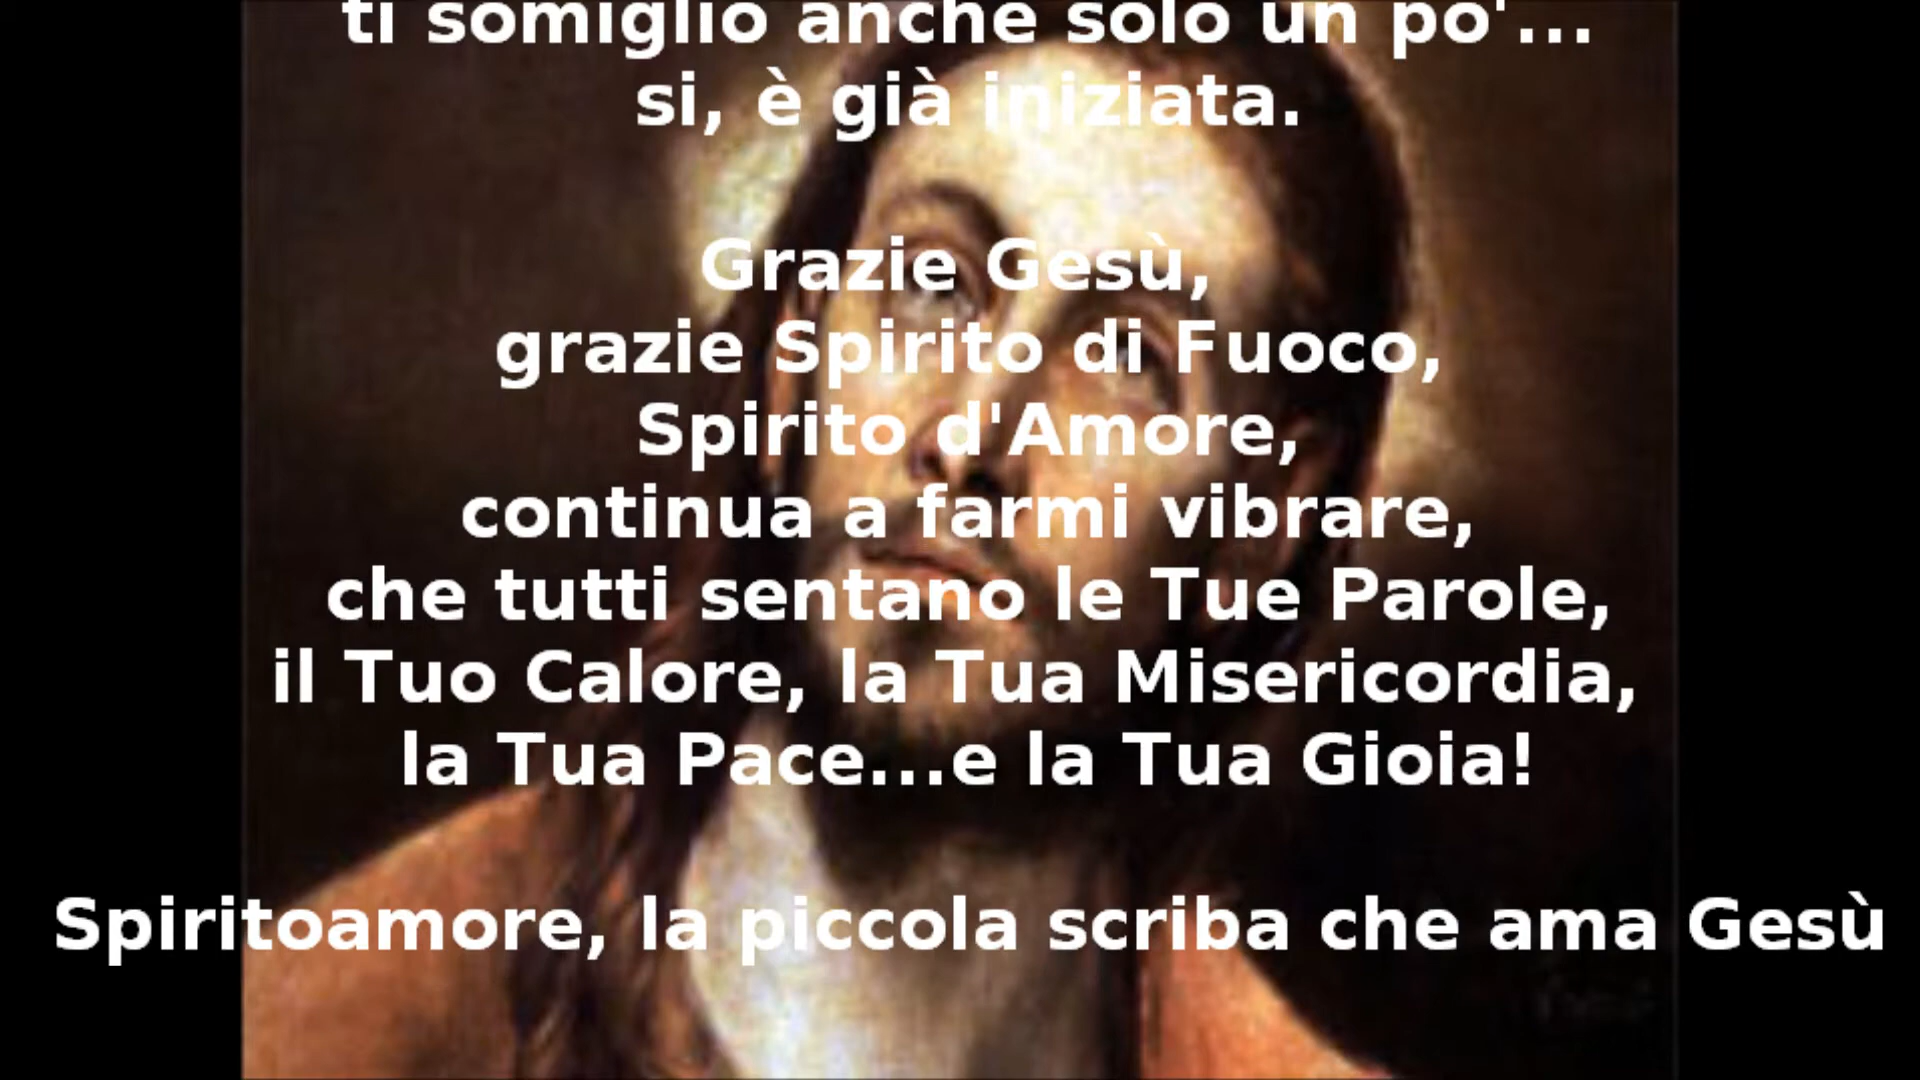 ti somiglio anche solo un po'...
si, è già iniziata.
Grazie Gesù,
grazie Spirito di Fuoco,
Spirito d'Amore,
continua a farmi vibrare,
che tutti sentano le Tue Parole,
il Tuo Calore, la Tua Misericordia,
la Tua Pace...e la Tua Gioia!
Spiritoamore, la piccola scriba che ama Gesù